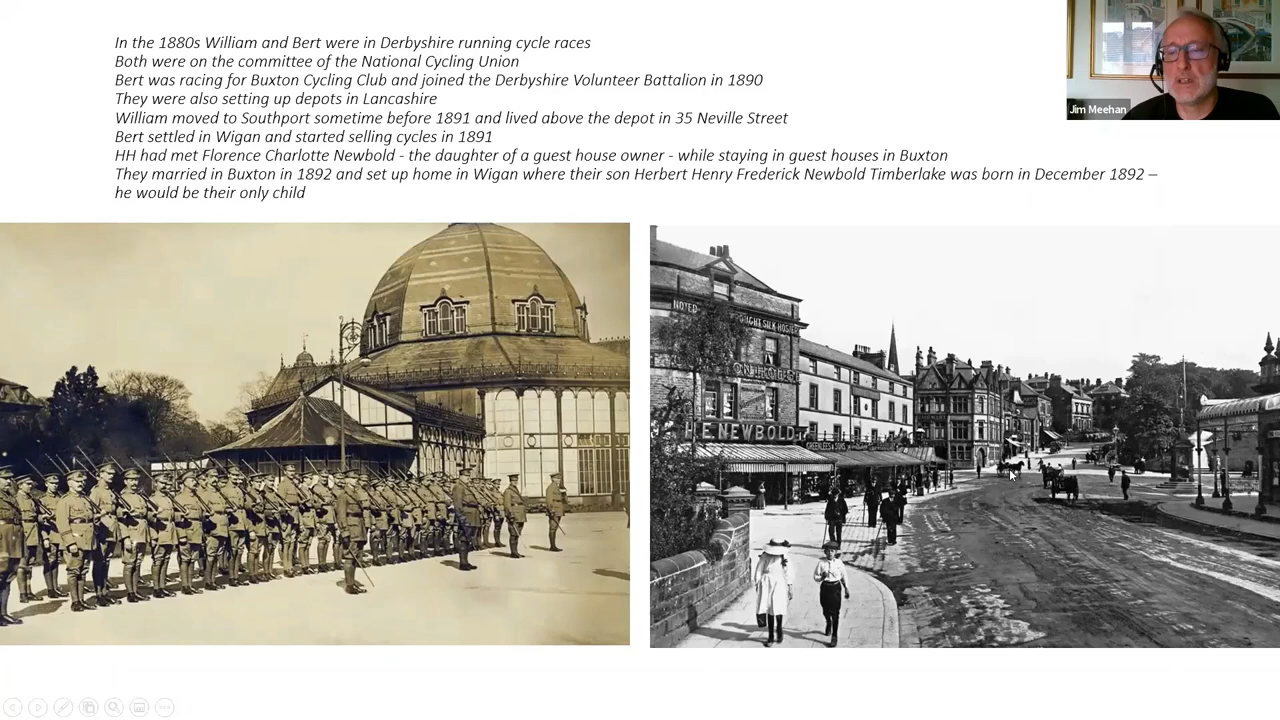 In the 1880s William and Bert were in Derbyshire running cycle races
Both were on the committee of the National Cycling Union
Bert was racing for Buxton Cycling Club and joined the Derbyshire Volunteer Battalion in 1890
They were also setting up depots in Lancashire
William moved to Southport sometime before 1891 and lived above the depot in 35 Neville Street
Bert settled in Wigan and started selling cycles in 1891
HH had met Florence Charlotte Newbold - the daughter of a guest house owner - while staying in guest houses in Buxton
They married in Buxton in 1892 and set up home in Wigan where their son Herbert Henry Frederick Newbold Timberlake was born in December 1892 –
he would be their only child
Jim Meehan
NOTED
SILK HOSIER
NEWBOLD